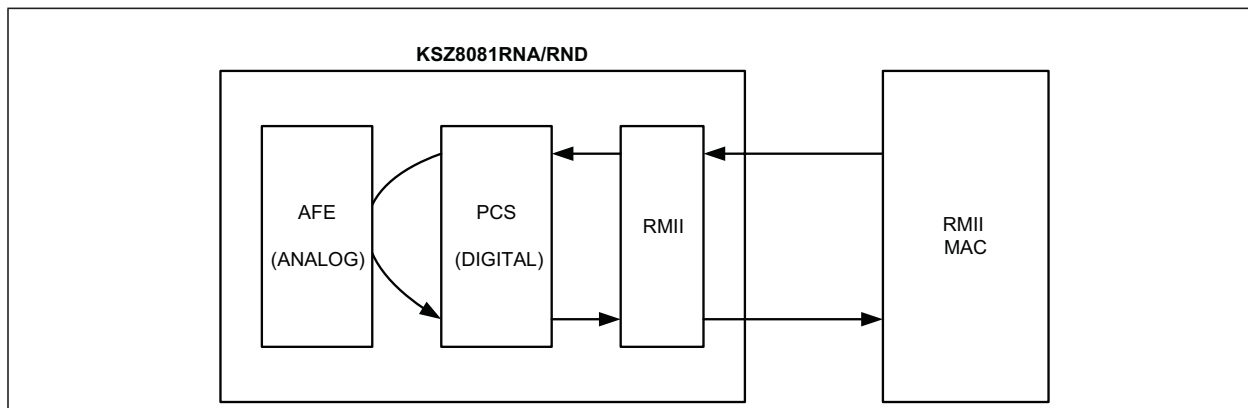 KSZ8081RNA/RND
AFE
(ANALOG)
PCS
(DIGITAL)
RMII
RMII
MAC